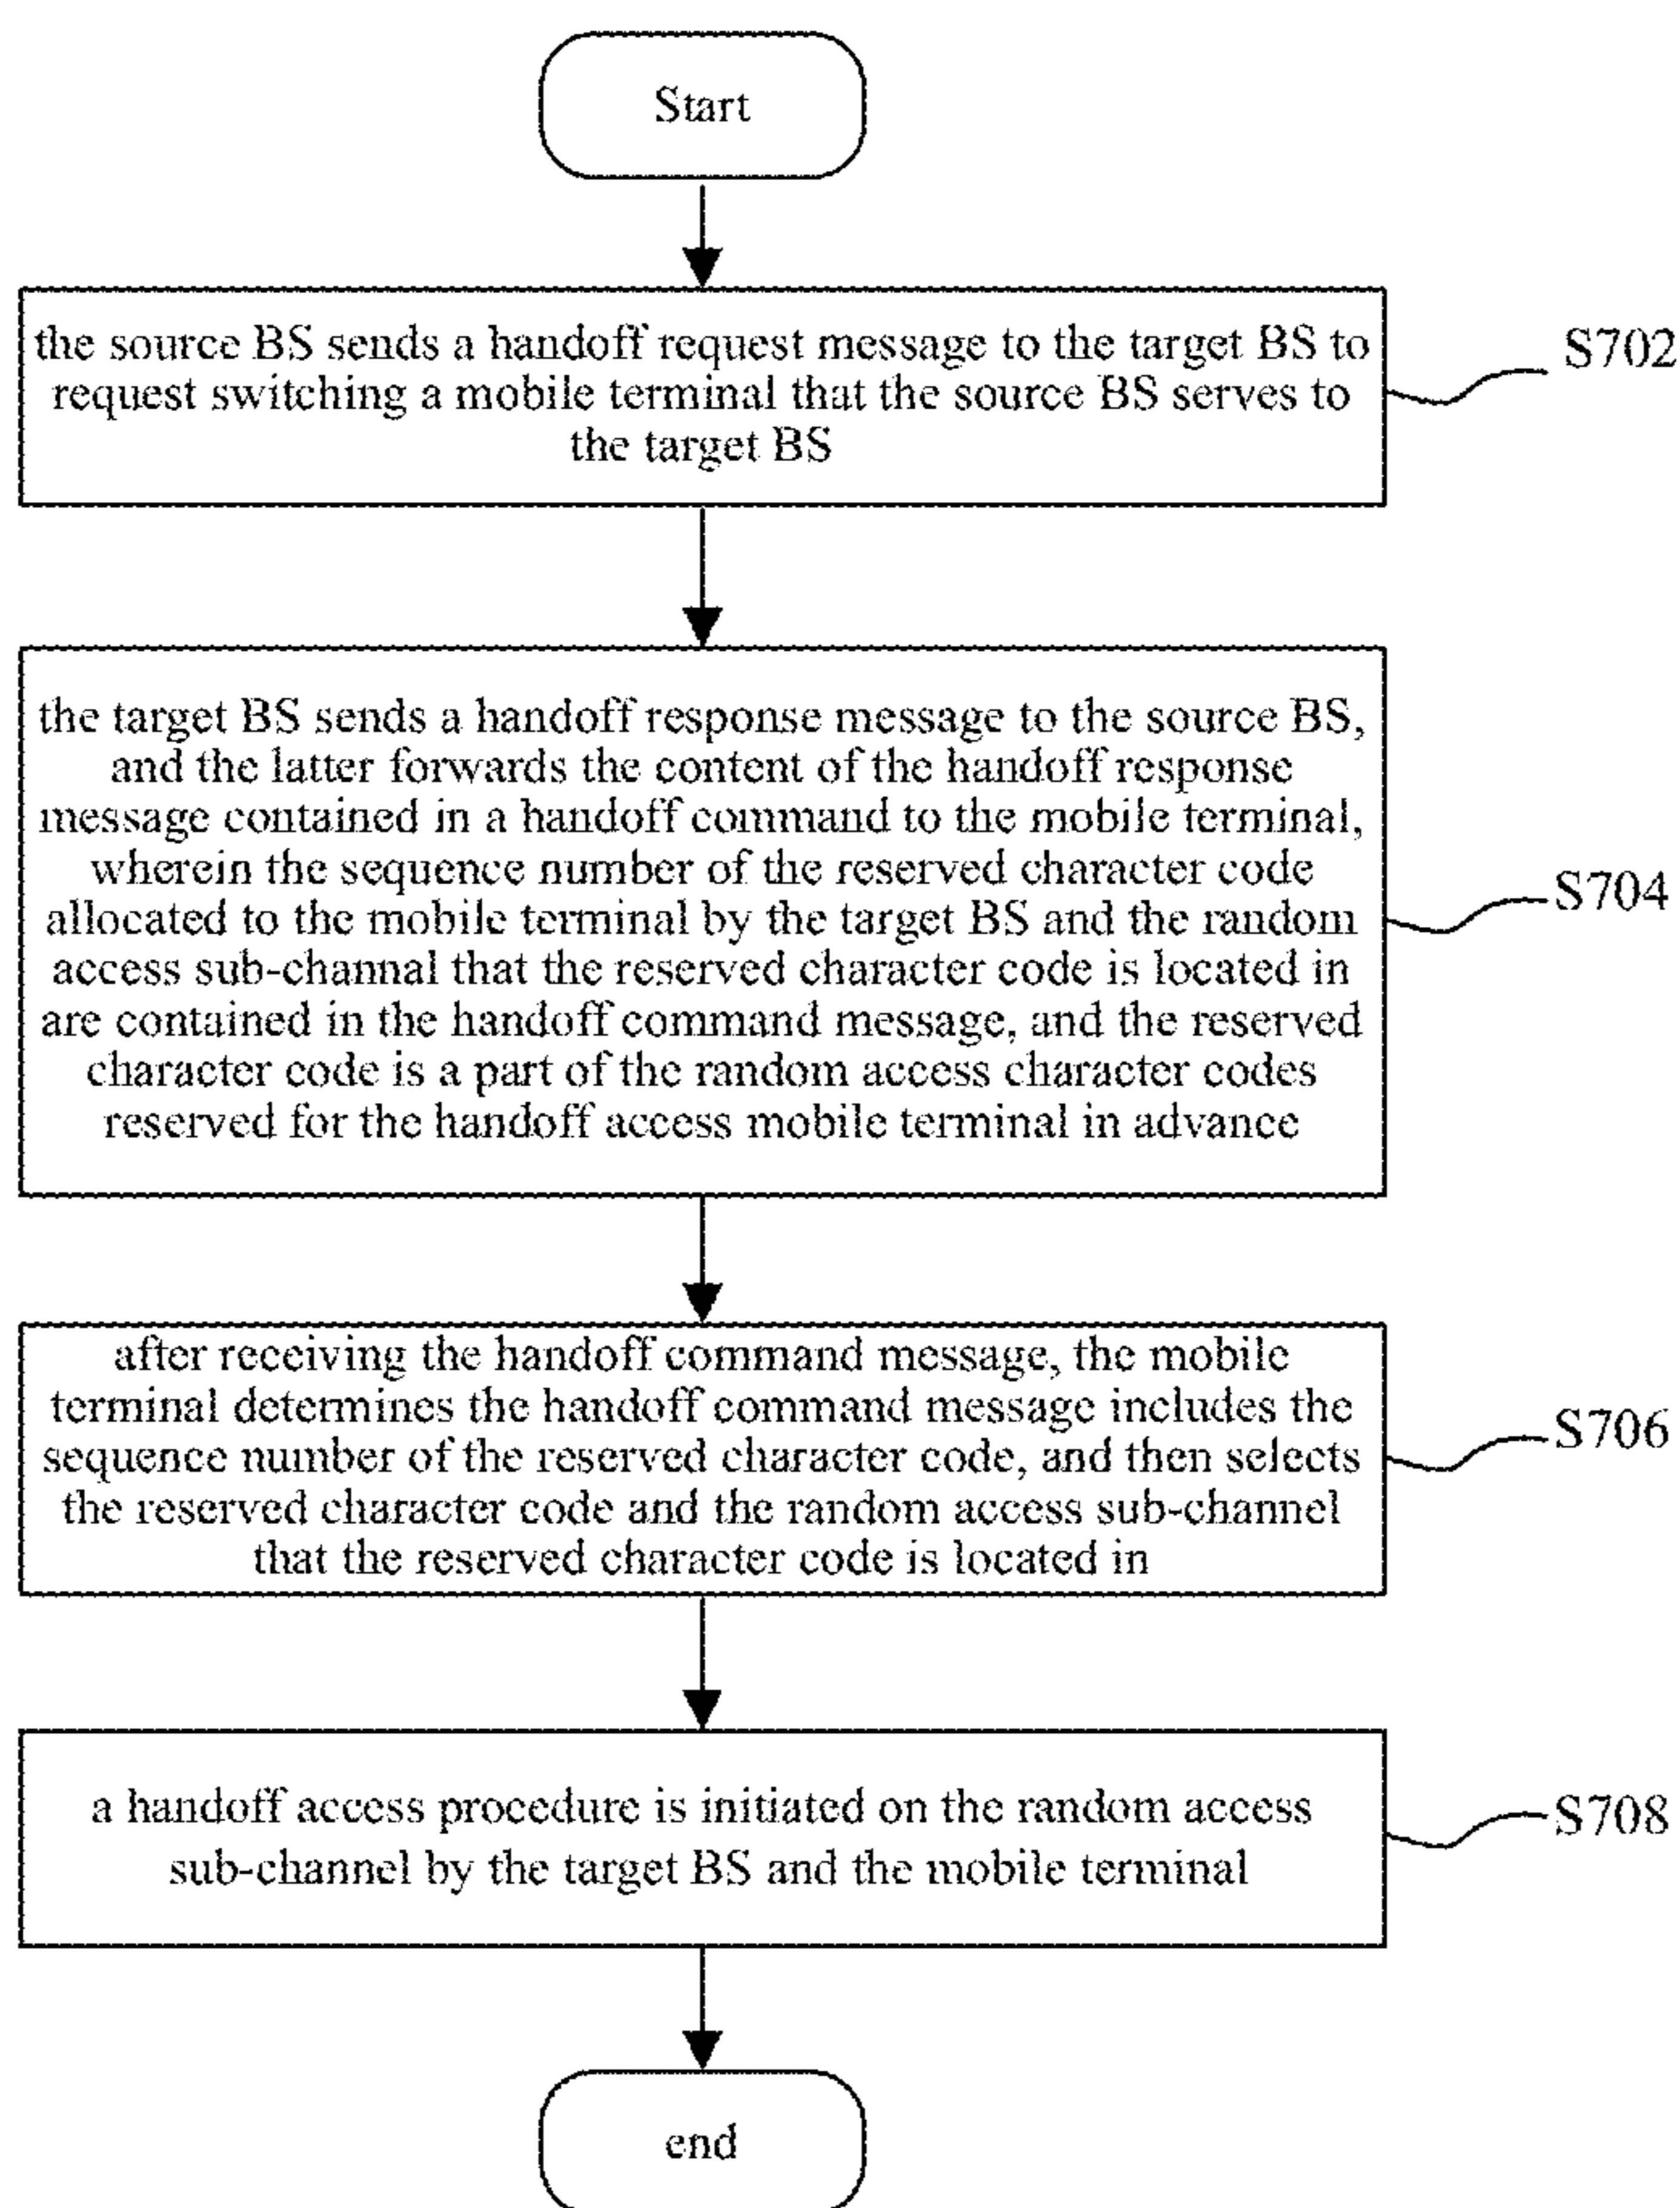 Start
the source BS sends a handoff request message to the target BS to
request switching a mobile terminal that the source BS serves to
the target BS
S702
the target BS sends a handoff response message to the source BS,
and the latter forwards the content of the handoff response
message contained in a handoff command to the mobile terminal,
wherein the sequence number of the reserved character code
allocated to the mobile terminal by the target BS and the random
access sub-channal that the reserved character code is located in
are contained in the handoff command message, and the reserved
character code is a part of the random access character codes
reserved for the handoff access mobile terminal in advance
S704
after receiving the handoff command message, the mobile
terminal determines the handoff command message includes the
sequence number of the reserved character code, and then selects
the reserved character code and the random access sub-channel
that the reserved character code is located in
S706
a handoff access procedure is initiated on the random access
sub-channel by the target BS and the mobile terminal
S708
end